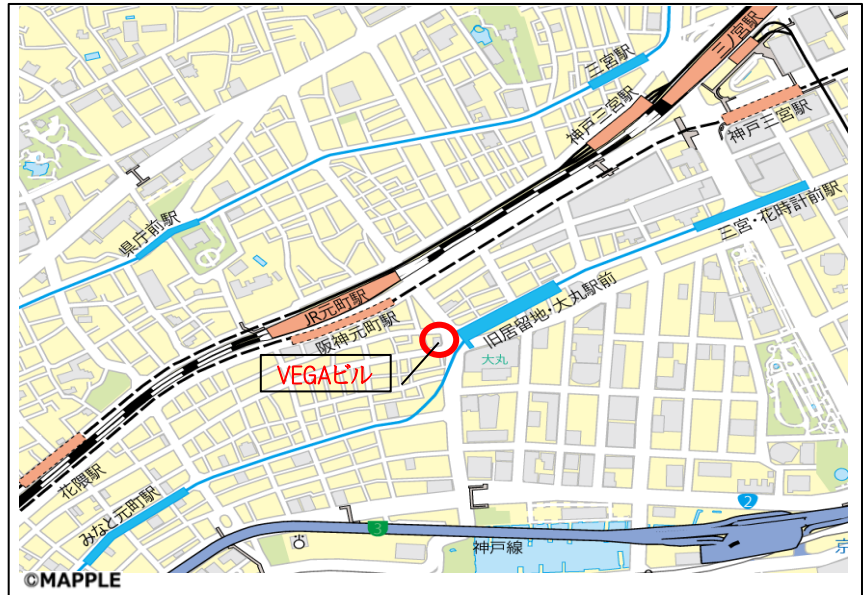 三ノ宮駅
三宮駅
神戸三宮駅
神戸三宮駅
県庁前駅
三宮・花時計前駅
JR元町駅
阪神元町駅
旧居留地・大丸駅前
大丸
VEGAビル
花隈駅
みなと元町駅
2
3
神戸線
京
©MAPPLE